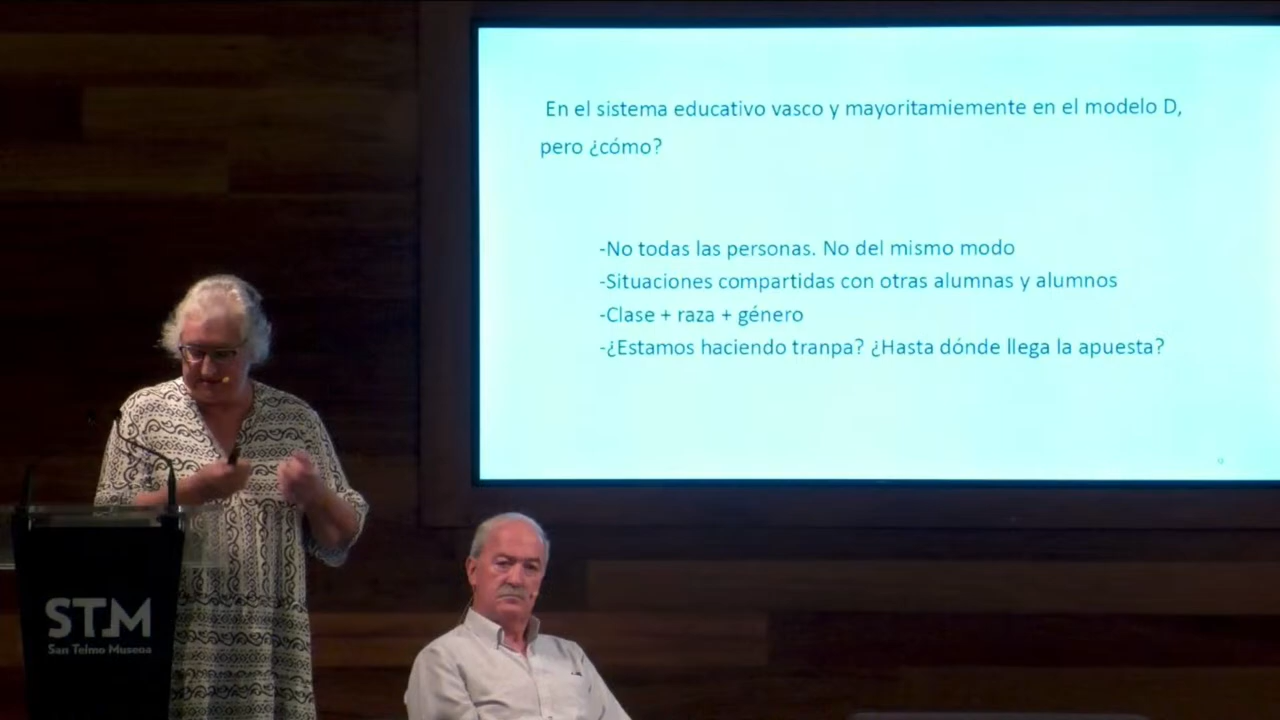 En el sistema educativo vasco y mayoritamiemente en el modelo D,
pero ¿cómo?
-No todas las personas. No del mismo modo
-Situaciones compartidas con otras alumnas y alumnos
-Clase + raza + género
-¿Estamos haciendo tranpa? ¿Hasta dónde llega la apuesta?
STM
San Telmo Museoa